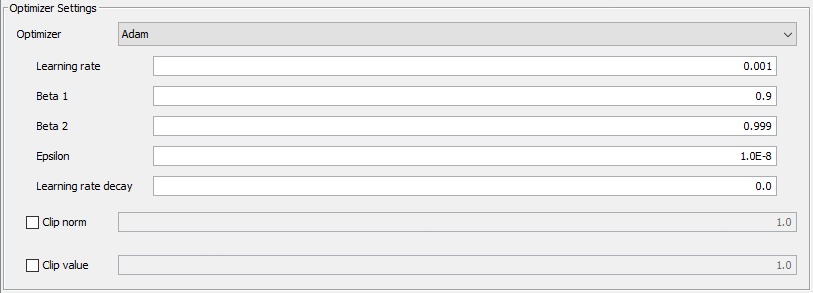 Optimizer Settings
Optimizer Adam
Learning rate 0.001
Beta 1 0.9
Beta 2 0.999
Epsilon 1.0E-8
Learning rate decay 0.0
Clip norm 1.0
Clip value 1.0